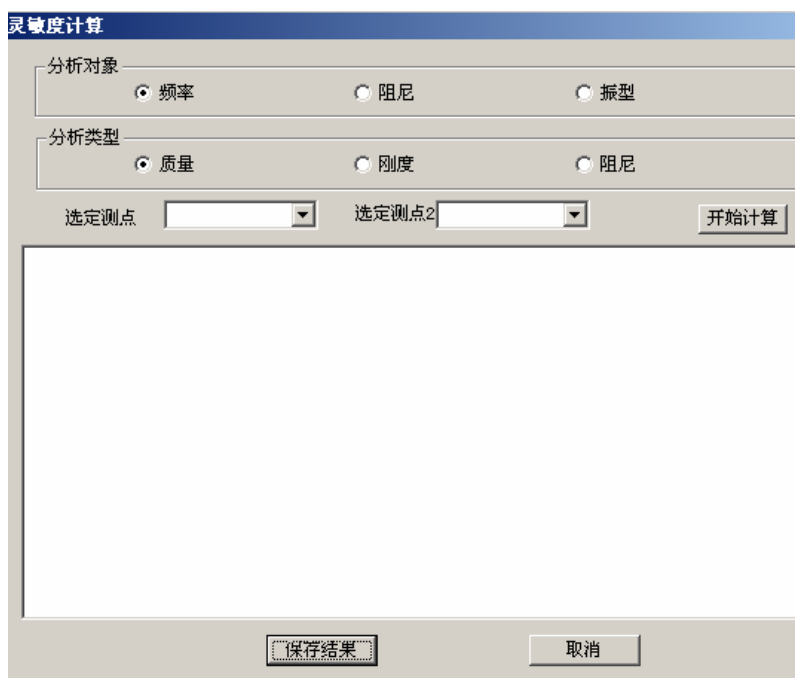 灵敏度计算
分析对象
频率 阻尼 振型
分析类型
质量 刚度 阻尼
选定测点 选定测点2 开始计算
保存结果 取消